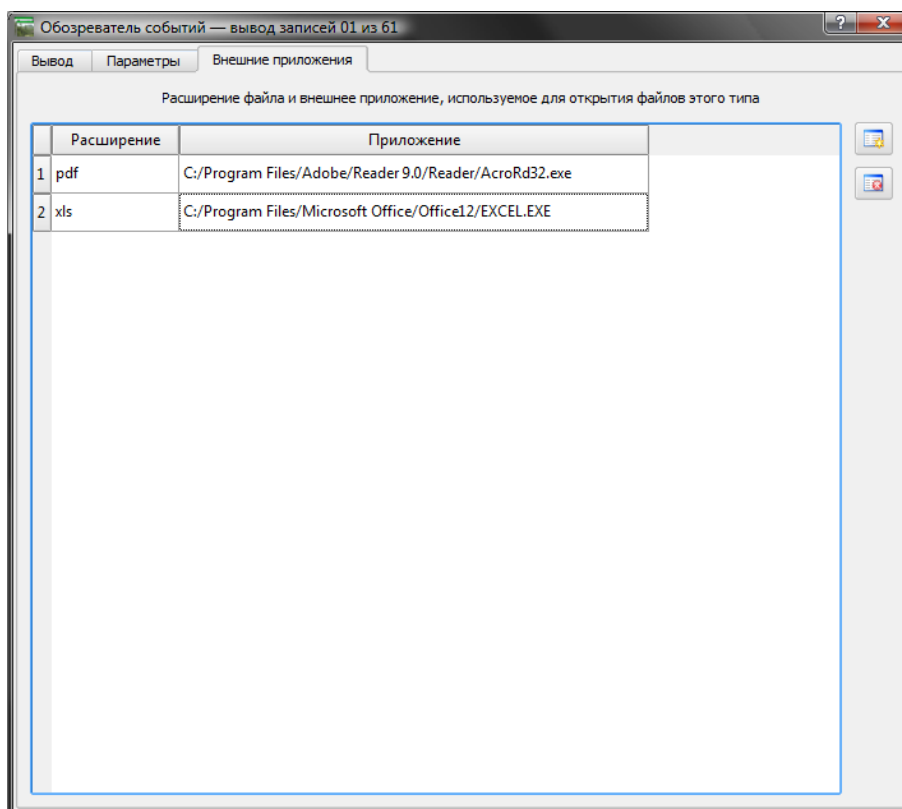 Обозреватель событий — вывод записей 01 из 61
Вывод Параметры Внешние приложения
Расширение файла и внешнее приложение, используемое для открытия файлов этого типа
Расширение Приложение
1 pdf C:/Program Files/Adobe/Reader 9.0/Reader/AcroRd32.exe
2 xls C:/Program Files/Microsoft Office/Office12/EXCEL.EXE